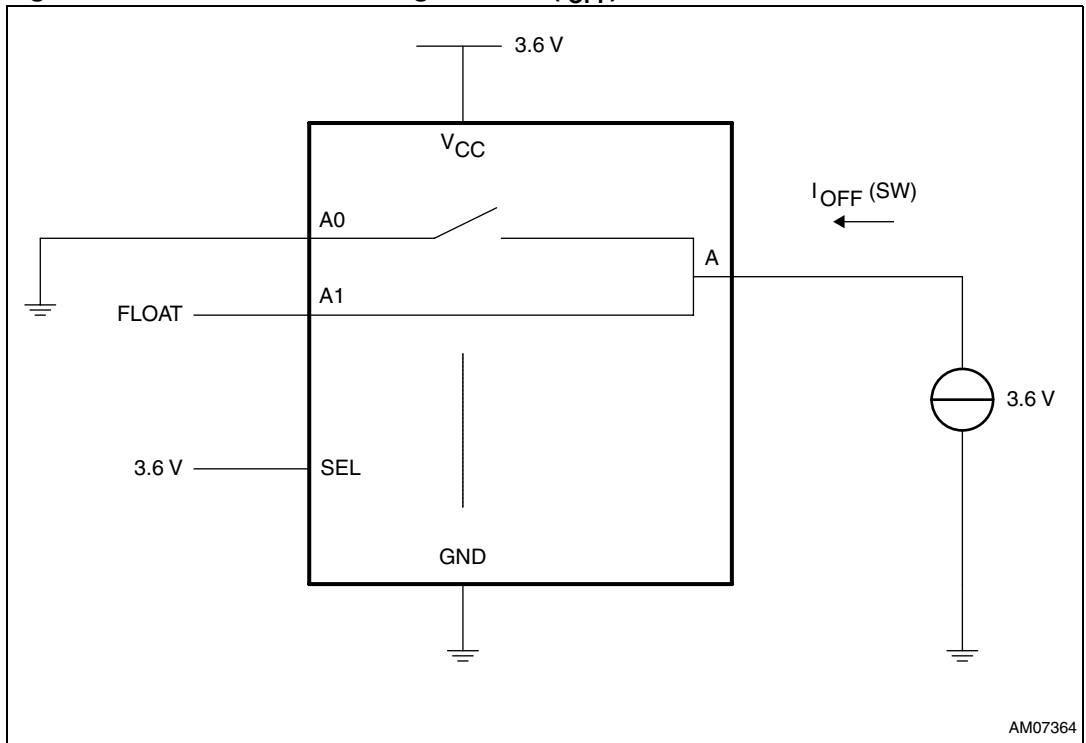 3.6 V
VCC
IOFF (SW)
A0
A
A1
FLOAT
3.6 V
3.6 V
SEL
GND
AM07364